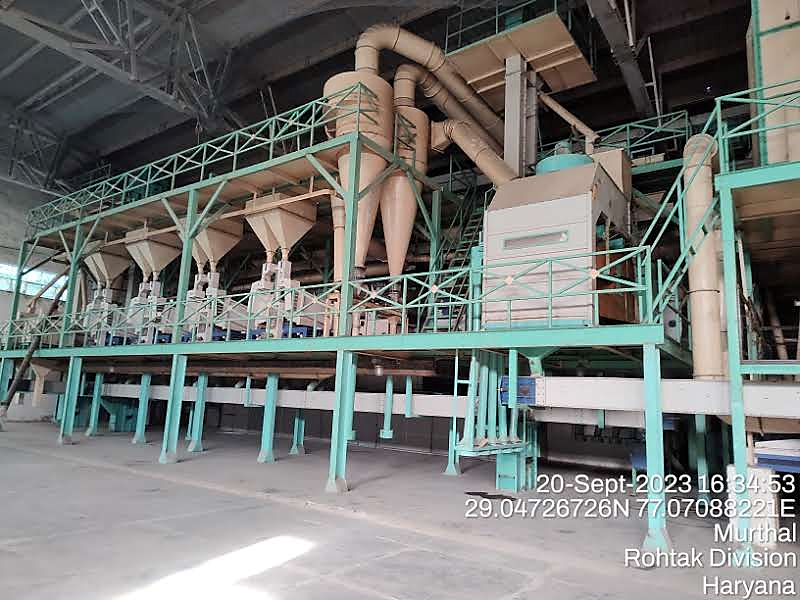 20-Sept-2023 16:34:53
29.04726726N 77.07088221E
Murthal
Rohtak Division
Haryana